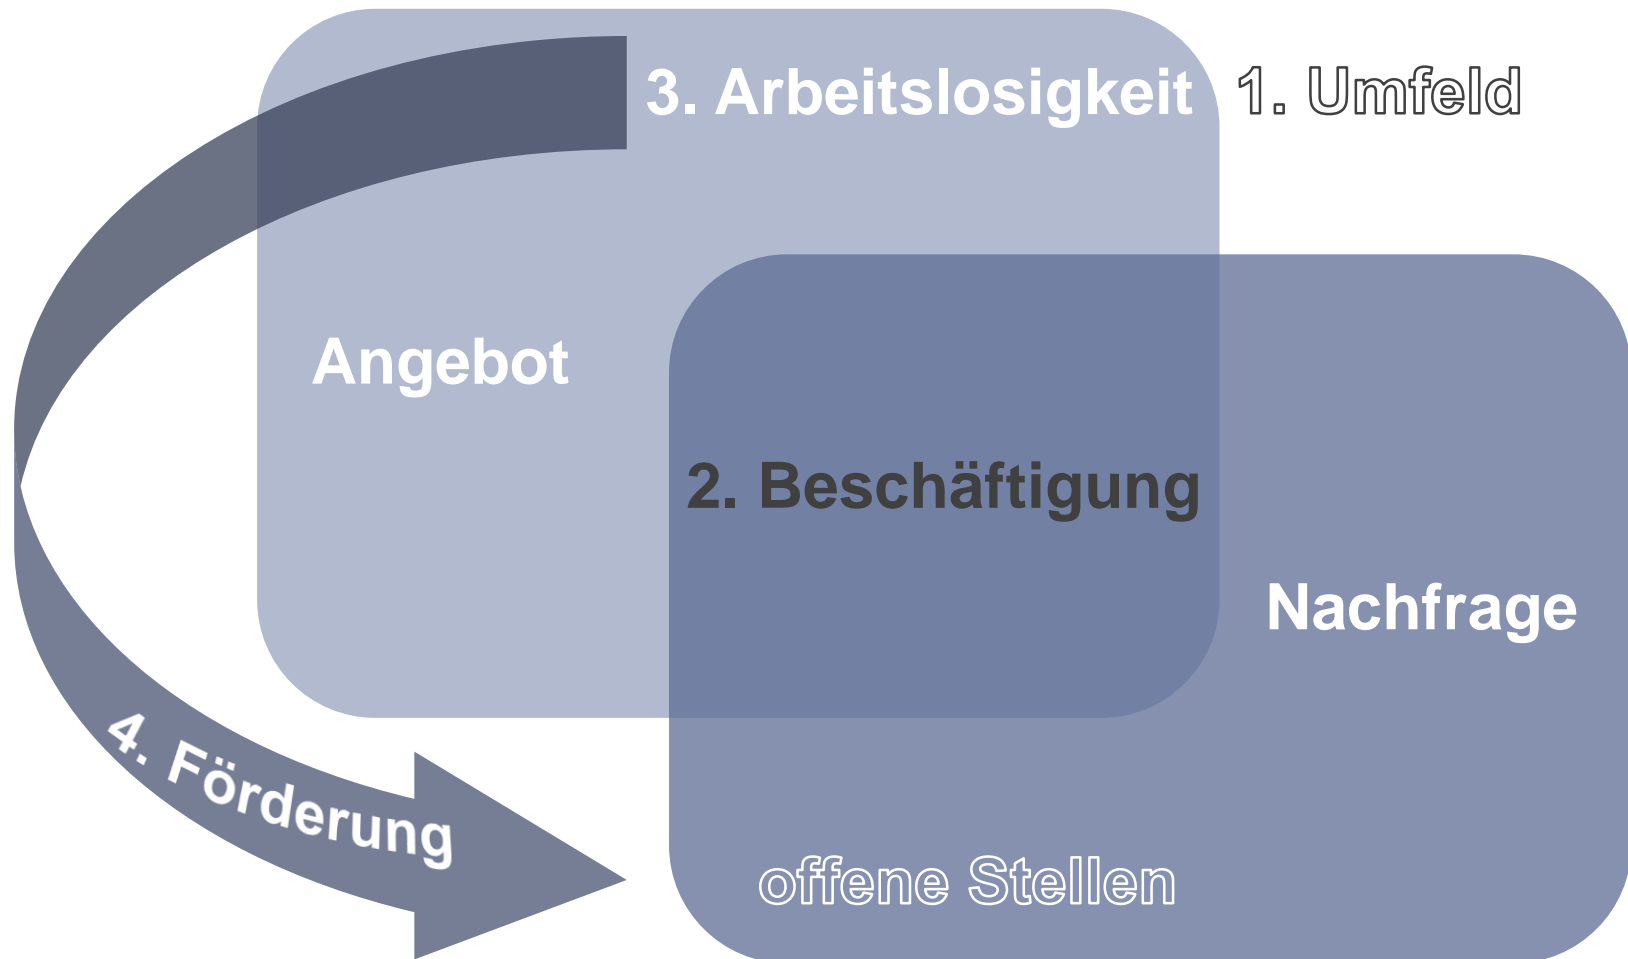 3. Arbeitslosigkeit
1. Umfeld
Angebot
2. Beschäftigung
Nachfrage
4. Förderung
offene Stellen